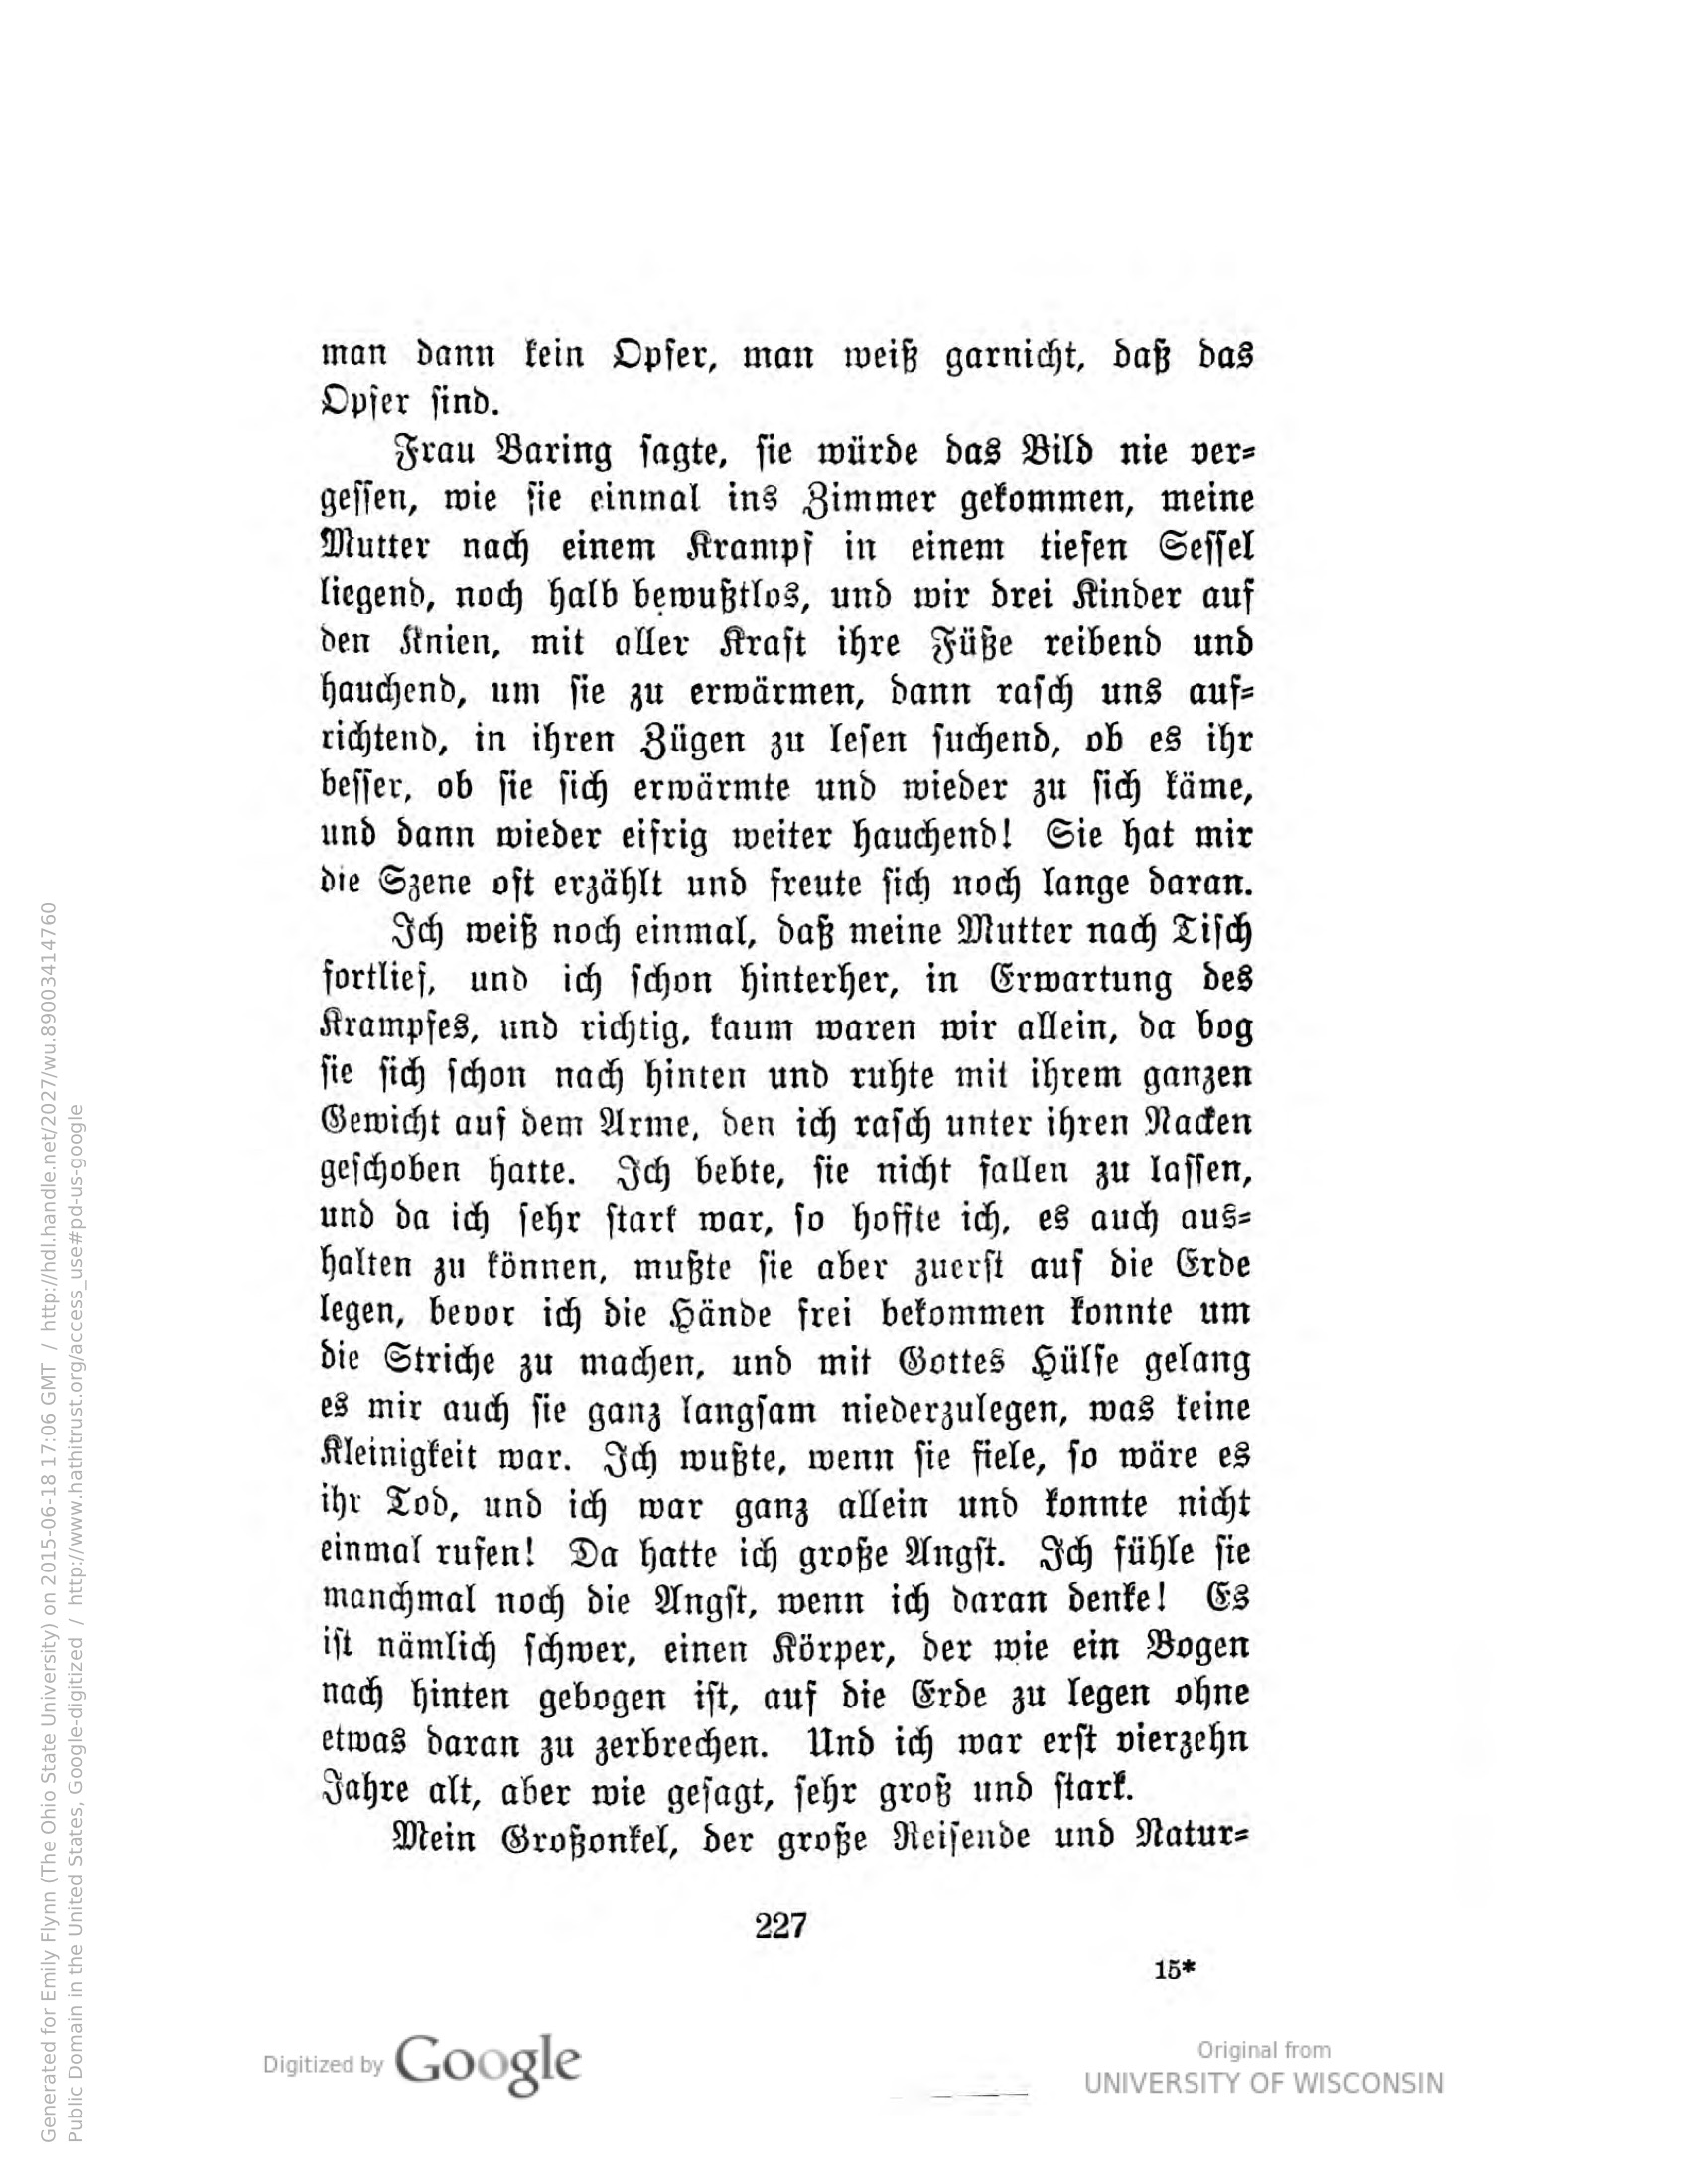 man dann kein Opfer, man weiß garnicht, daß das
Opfer sind.
Frau Baring sagte, sie würde das Bild nie ver=
gessen, wie sie einmal ins Zimmer gekommen, meine
Mutter nach einem Krampf in einem tiefen Sessel
liegend, noch halb bewußtlos, und wir drei Kinder auf
den Knien, mit aller Kraft ihre Füße reibend und
hauchend, um sie zu erwärmen, dann rasch uns auf=
richtend, in ihren Zügen zu lesen suchend, ob es ihr
besser, ob sie sich erwärmte und wieder zu sich käme,
und dann wieder eifrig weiter hauchend! Sie hat mir
die Szene oft erzählt und freute sich noch lange daran.
Ich weiß noch einmal, daß meine Mutter nach Tisch
fortlief, und ich schon hinterher, in Erwartung des
Krampfes, und richtig, kaum waren wir allein, da bog
sie sich schon nach hinten und ruhte mit ihrem ganzen
Gewicht auf dem Arme, den ich rasch unter ihren Nacken
geschoben hatte. Ich bebte, sie nicht fallen zu lassen,
und da ich sehr stark war, so hoffte ich, es auch aus=
halten zu können, mußte sie aber zuerst auf die Erde
legen, bevor ich die Hände frei bekommen konnte um
die Striche zu machen, und mit Gottes Hülfe gelang
es mir auch sie ganz langsam niederzulegen, was keine
Kleinigkeit war. Ich wußte, wenn sie fiele, so wäre es
ihr Tod, und ich war ganz allein und konnte nicht
einmal rufen! Da hatte ich große Angst. Ich fühle sie
manchmal noch die Angst, wenn ich daran denke! Es
ist nämlich schwer, einen Körper, der wie ein Bogen
nach hinten gebogen ist, auf die Erde zu legen ohne
etwas daran zu zerbrechen. Und ich war erst vierzehn
Jahre alt, aber wie gesagt, sehr groß und stark.
Mein Großonkel, der große Reisende und Natur=
227
15*
Digitized by Google
Original from
UNIVERSITY OF WISCONSIN
Generated for Emily Flynn (The Ohio State University) on 2015-06-18 17:06 GMT / http://hdl.handle.net/2027/wu.89003414760
Public Domain in the United States, Google-digitized / http://www.hathitrust.org/access_use#pd-us-google